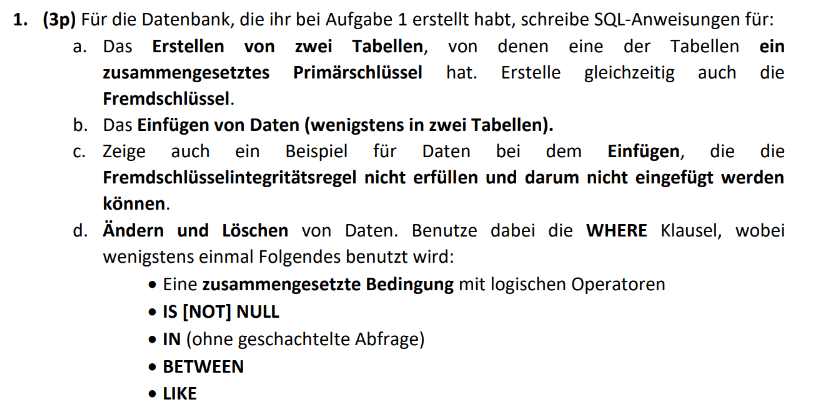 1. (3p) Für die Datenbank, die ihr bei Aufgabe 1 erstellt habt, schreibe SQL-Anweisungen für:
a. Das Erstellen von zwei Tabellen, von denen eine der Tabellen ein
zusammengesetztes Primärschlüssel hat. Erstelle gleichzeitig auch die
Fremdschlüssel.
b. Das Einfügen von Daten (wenigstens in zwei Tabellen).
c. Zeige auch ein Beispiel für Daten bei dem Einfügen, die die
Fremdschlüsselintegritätsregel nicht erfüllen und darum nicht eingefügt werden
können.
d. Ändern und Löschen von Daten. Benutze dabei die WHERE Klausel, wobei
wenigstens einmal Folgendes benutzt wird:
• Eine zusammengesetzte Bedingung mit logischen Operatoren
• IS [NOT] NULL
• IN (ohne geschachtelte Abfrage)
• BETWEEN
• LIKE